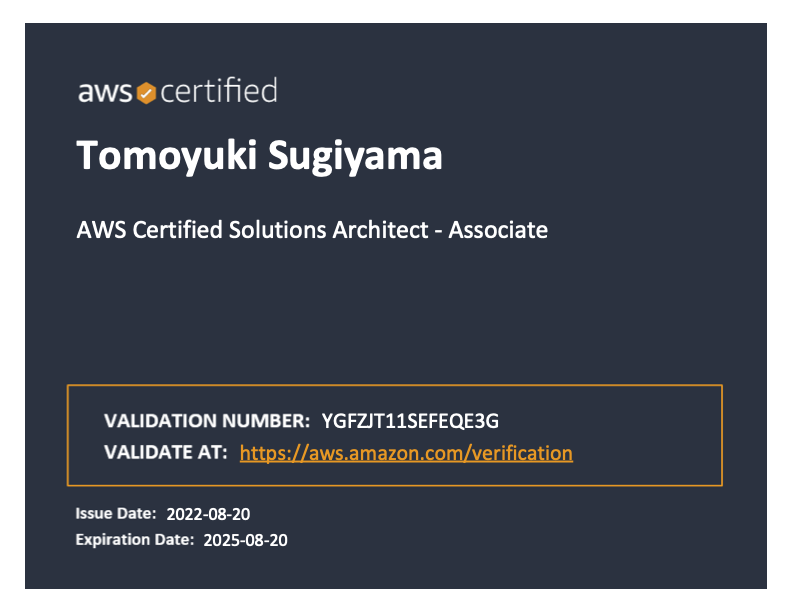 aws certified
Tomoyuki Sugiyama
AWS Certified Solutions Architect - Associate
VALIDATION NUMBER: YGFZJT11SEFEQE3G
VALIDATE AT: https://aws.amazon.com/verification
Issue Date: 2022-08-20
Expiration Date: 2025-08-20